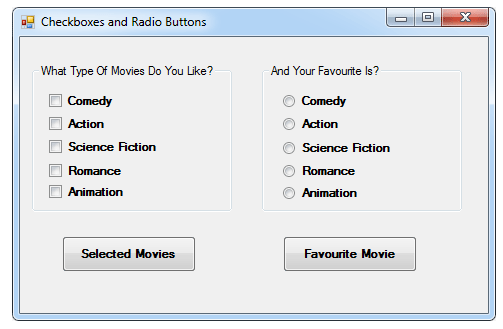 Checkboxes and Radio Buttons
What Type Of Movies Do You Like?
Comedy
Action
Science Fiction
Romance
Animation
And Your Favourite Is?
Comedy
Action
Science Fiction
Romance
Animation
Selected Movies
Favourite Movie